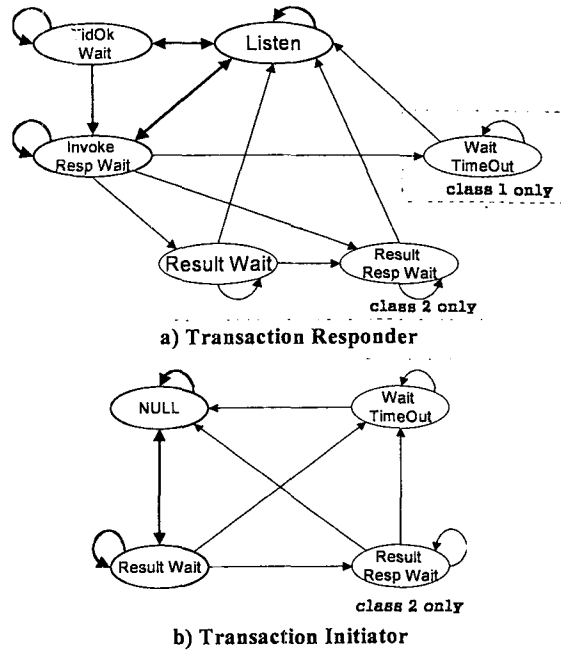 TidOk
Wait
Listen
Invoke
Resp Wait
Wait
TimeOut
class 1 only
Result Wait
Result
Resp Wait
class 2 only
a) Transaction Responder
NULL
Wait
TimeOut
Result Wait
Result
Resp Wait
class 2 only
b) Transaction Initiator